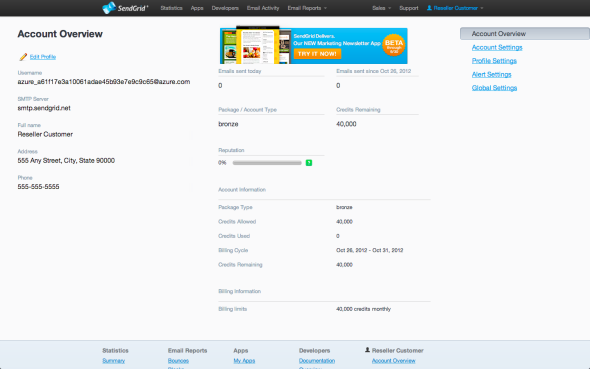 SendGrid
Statistics Apps Developers Email Activity Email Reports Sales Support Reseller Customer
Account Overview
Edit Profile
Username
azure_a61f17e3a10061adae45b93e7e9c9c65@azure.com
SMTP Server
smtp.sendgrid.net
Full name
Reseller Customer
Address
555 Any Street, City, State 90000
Phone
555-555-5555
SendGrid Delivers.
Our NEW Marketing Newsletter App
TRY IT NOW!
BETA
Emails sent today Emails sent since Oct 26, 2012
0 0
Package / Account Type Credits Remaining
bronze 40,000
Reputation
0% ?
Account Information
Package Type bronze
Credits Allowed 40,000
Credits Used 0
Billing Cycle Oct 26, 2012 - Oct 31, 2012
Credits Remaining 40,000
Billing Information
Billing limits 40,000 credits monthly
Account Overview
Account Settings
Profile Settings
Alert Settings
Global Settings
Statistics Email Reports Apps Developers Reseller Customer
Summary Bounces My Apps Documentation Account Overview